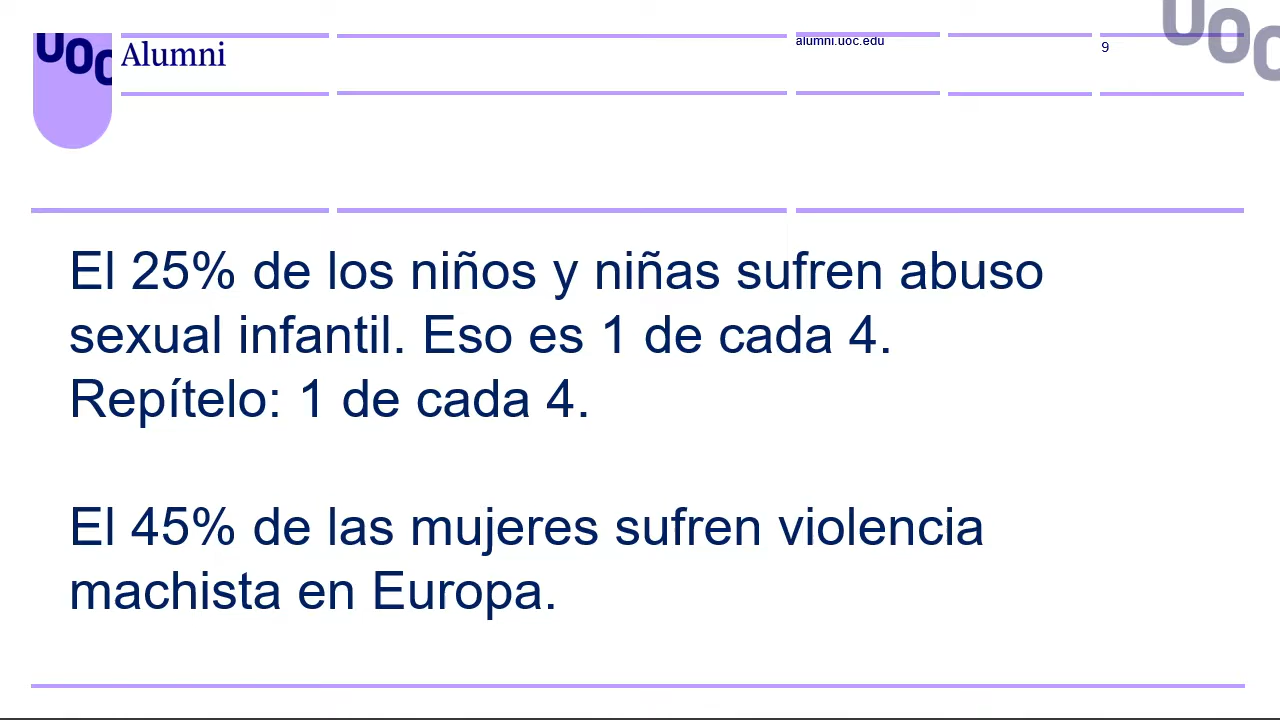 UOC
Alumni
alumni.uoc.edu
9
UOC
El 25% de los niños y niñas sufren abuso
sexual infantil. Eso es 1 de cada 4.
Repítelo: 1 de cada 4.
El 45% de las mujeres sufren violencia
machista en Europa.